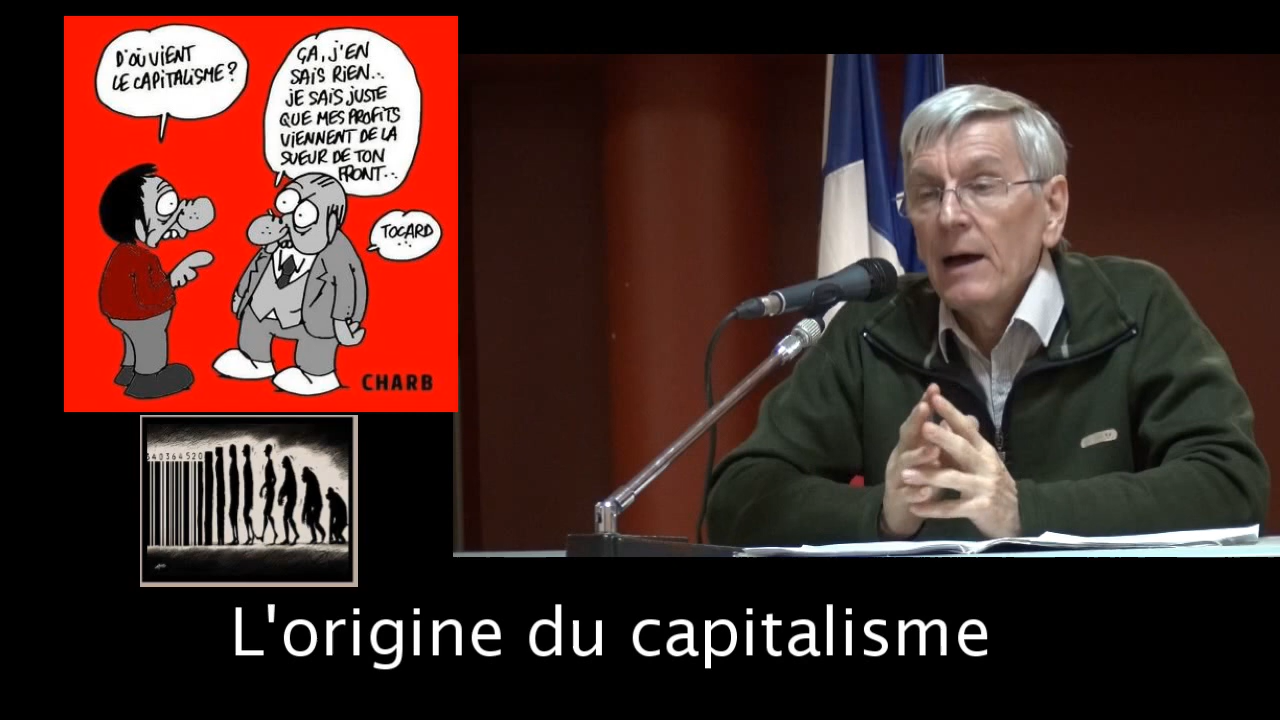 D'OÙ VIENT
LE CAPITALISME?
ÇA, J'EN
SAIS RIEN..
JE SAIS JUSTE
QUE MES PROFITS
VIENNENT DE LA
SUEUR DE TON
FRONT..
TOCARD
...
CHARB
640364520
L'origine du capitalisme